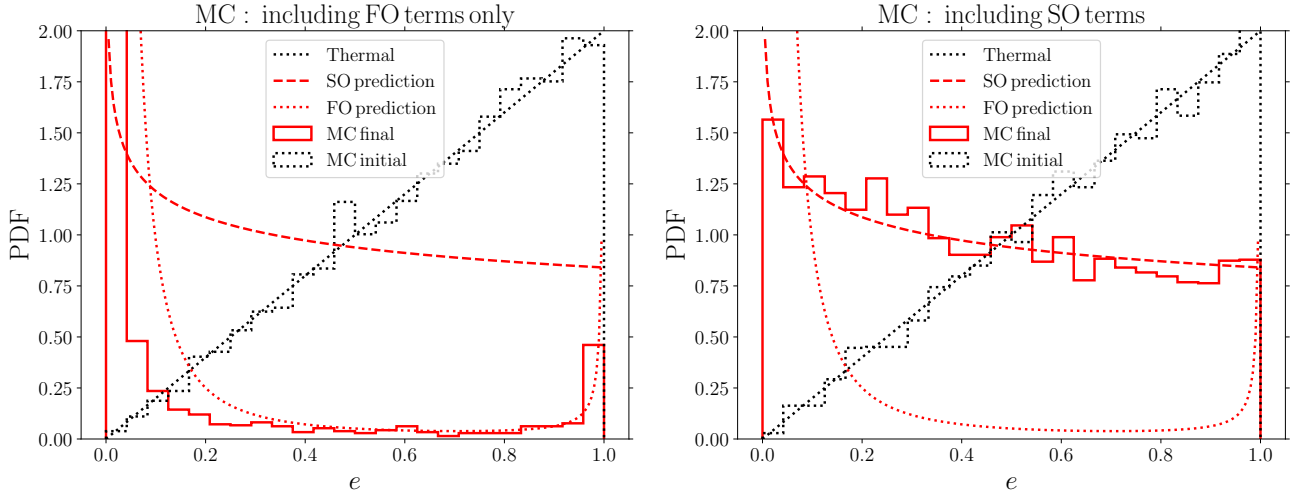 MC : including FO terms only
PDF
2.00
1.75
1.50
1.25
1.00
0.75
0.50
0.25
0.00
Thermal
SO prediction
FO prediction
MC final
MC initial
0.0 0.2 0.4 0.6 0.8 1.0
e
MC : including SO terms
PDF
2.00
1.75
1.50
1.25
1.00
0.75
0.50
0.25
0.00
Thermal
SO prediction
FO prediction
MC final
MC initial
0.0 0.2 0.4 0.6 0.8 1.0
e